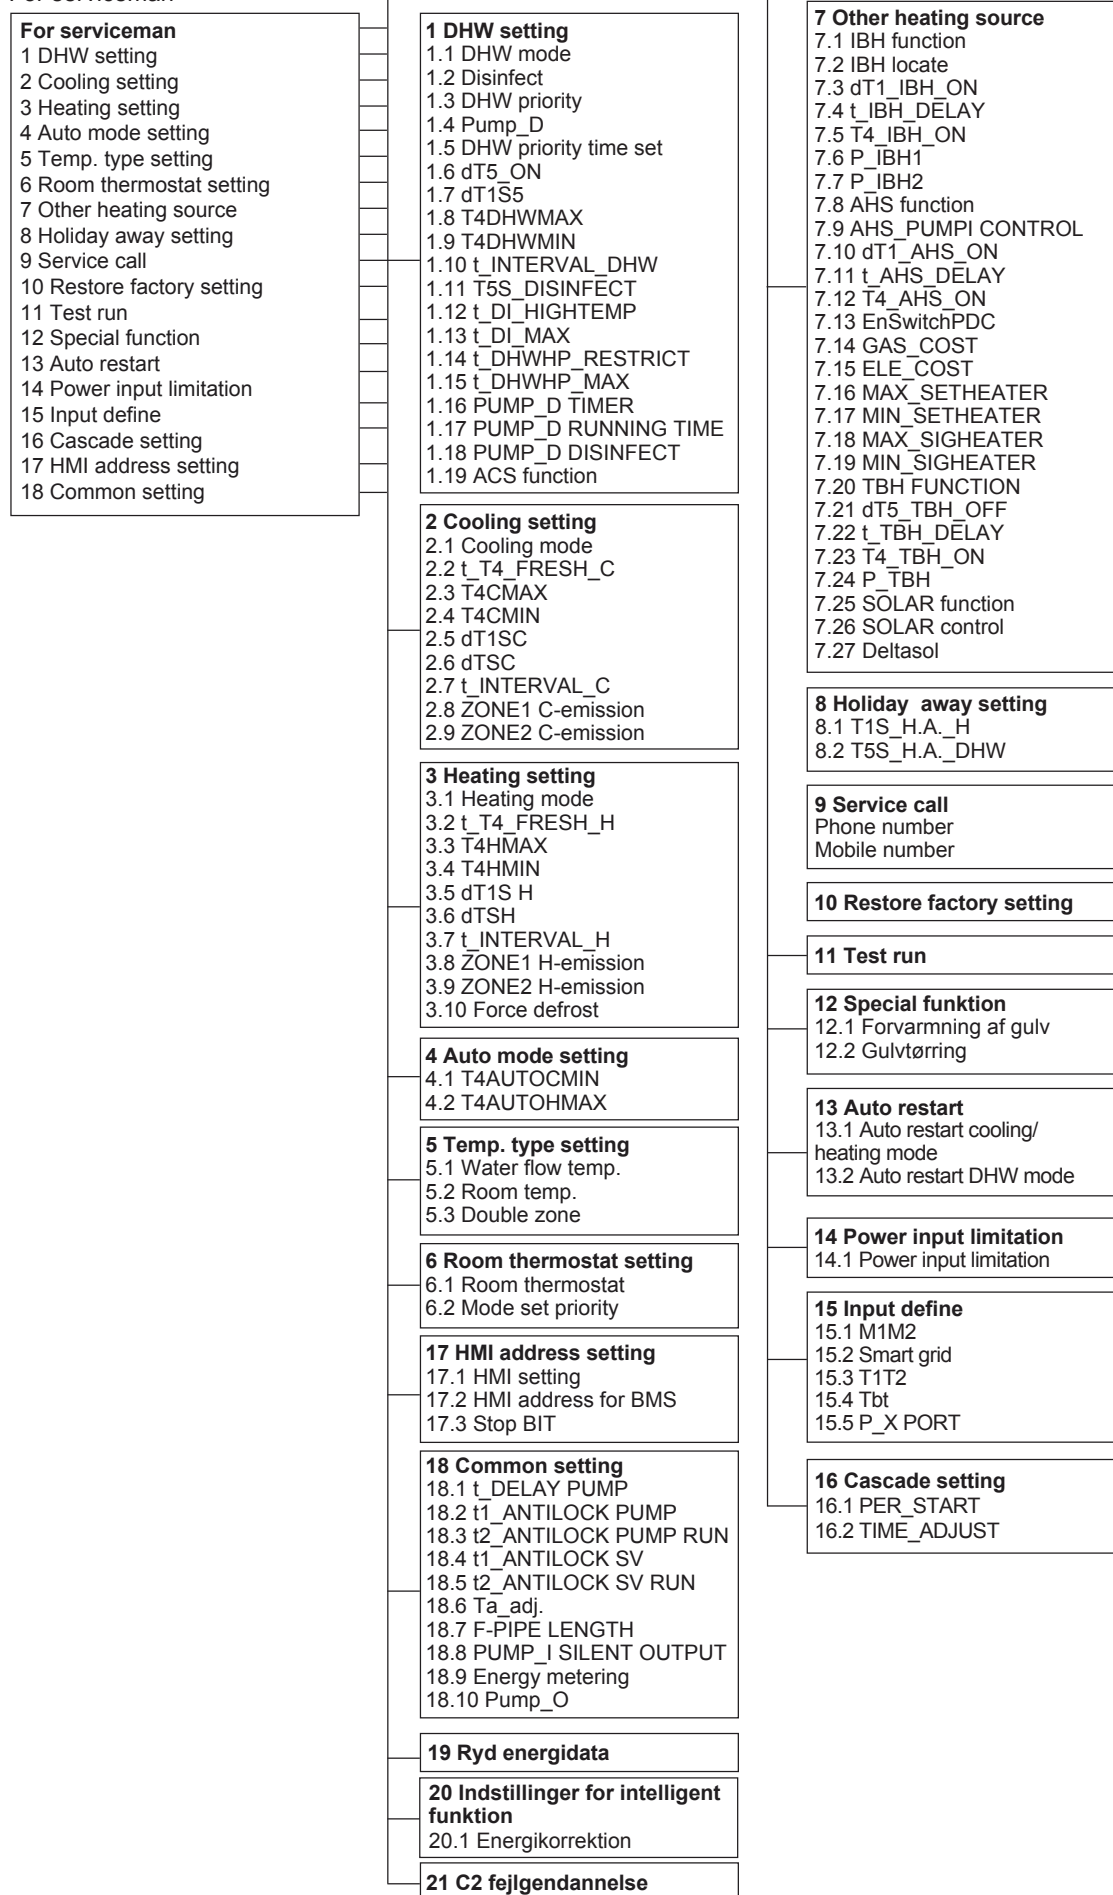 For serviceman
For serviceman
1 DHW setting
2 Cooling setting
3 Heating setting
4 Auto mode setting
5 Temp. type setting
6 Room thermostat setting
7 Other heating source
8 Holiday away setting
9 Service call
10 Restore factory setting
11 Test run
12 Special function
13 Auto restart
14 Power input limitation
15 Input define
16 Cascade setting
17 HMI address setting
18 Common setting
1 DHW setting
1.1 DHW mode
1.2 Disinfect
1.3 DHW priority
1.4 Pump_D
1.5 DHW priority time set
1.6 dT5_ON
1.7 dT1S5
1.8 T4DHWMAX
1.9 T4DHWMIN
1.10 t_INTERVAL_DHW
1.11 T5S_DISINFECT
1.12 t_DI_HIGHTEMP
1.13 t_DI_MAX
1.14 t_DHWHP_RESTRICT
1.15 t_DHWHP_MAX
1.16 PUMP_D TIMER
1.17 PUMP_D RUNNING TIME
1.18 PUMP_D DISINFECT
1.19 ACS function
2 Cooling setting
2.1 Cooling mode
2.2 t_T4_FRESH_C
2.3 T4CMAX
2.4 T4CMIN
2.5 dT1SC
2.6 dTSC
2.7 t_INTERVAL_C
2.8 ZONE1 C-emission
2.9 ZONE2 C-emission
3 Heating setting
3.1 Heating mode
3.2 t_T4_FRESH_H
3.3 T4HMAX
3.4 T4HMIN
3.5 dT1S H
3.6 dTSH
3.7 t_INTERVAL_H
3.8 ZONE1 H-emission
3.9 ZONE2 H-emission
3.10 Force defrost
4 Auto mode setting
4.1 T4AUTOCMIN
4.2 T4AUTOHMAX
5 Temp. type setting
5.1 Water flow temp.
5.2 Room temp.
5.3 Double zone
6 Room thermostat setting
6.1 Room thermostat
6.2 Mode set priority
17 HMI address setting
17.1 HMI setting
17.2 HMI address for BMS
17.3 Stop BIT
18 Common setting
18.1 t_DELAY PUMP
18.2 t1_ANTILOCK PUMP
18.3 t2_ANTILOCK PUMP RUN
18.4 t1_ANTILOCK SV
18.5 t2_ANTILOCK SV RUN
18.6 Ta_adj.
18.7 F-PIPE LENGTH
18.8 PUMP_I SILENT OUTPUT
18.9 Energy metering
18.10 Pump_O
19 Ryd energidata
20 Indstillinger for intelligent
funktion
20.1 Energikorrektion
21 C2 fejlgendannelse
7 Other heating source
7.1 IBH function
7.2 IBH locate
7.3 dT1_IBH_ON
7.4 t_IBH_DELAY
7.5 T4_IBH_ON
7.6 P_IBH1
7.7 P_IBH2
7.8 AHS function
7.9 AHS_PUMPI CONTROL
7.10 dT1_AHS_ON
7.11 t_AHS_DELAY
7.12 T4_AHS_ON
7.13 EnSwitchPDC
7.14 GAS_COST
7.15 ELE_COST
7.16 MAX_SETHEATER
7.17 MIN_SETHEATER
7.18 MAX_SIGHEATER
7.19 MIN_SIGHEATER
7.20 TBH FUNCTION
7.21 dT5_TBH_OFF
7.22 t_TBH_DELAY
7.23 T4_TBH_ON
7.24 P_TBH
7.25 SOLAR function
7.26 SOLAR control
7.27 Deltasol
8 Holiday away setting
8.1 T1S_H.A._H
8.2 T5S_H.A._DHW
9 Service call
Phone number
Mobile number
10 Restore factory setting
11 Test run
12 Special funktion
12.1 Forvarmning af gulv
12.2 Gulvtørring
13 Auto restart
13.1 Auto restart cooling/
heating mode
13.2 Auto restart DHW mode
14 Power input limitation
14.1 Power input limitation
15 Input define
15.1 M1M2
15.2 Smart grid
15.3 T1T2
15.4 Tbt
15.5 P_X PORT
16 Cascade setting
16.1 PER_START
16.2 TIME_ADJUST